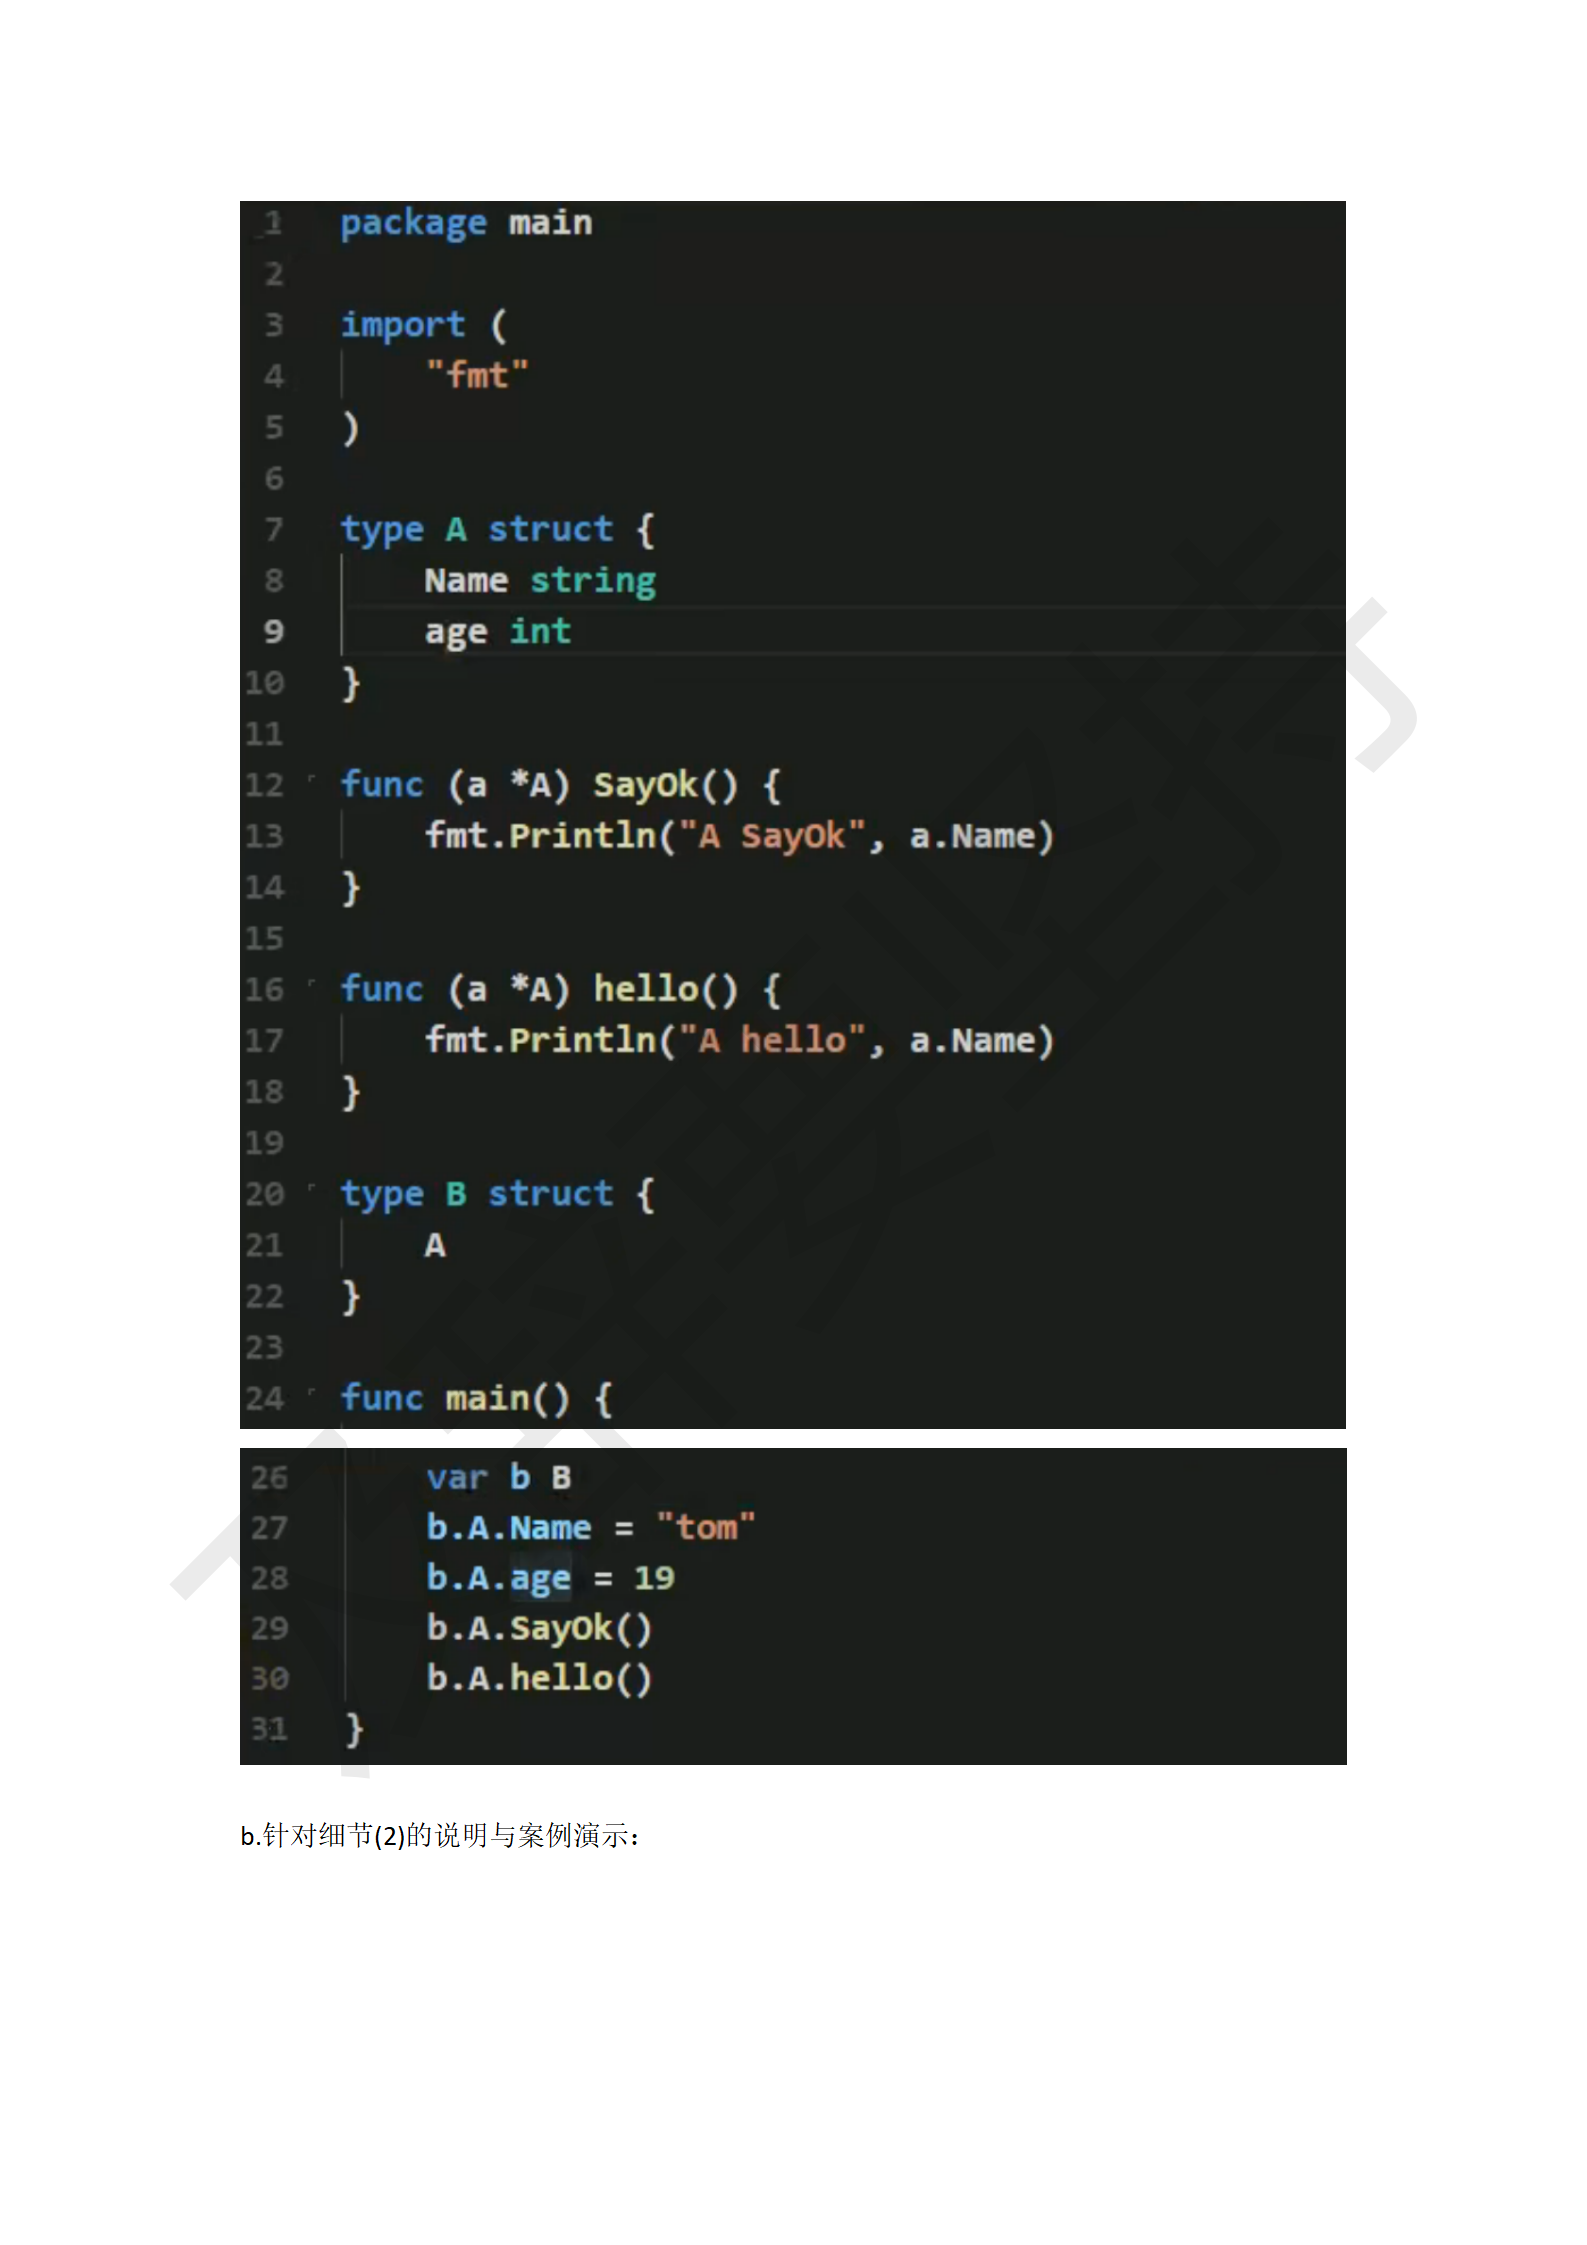 1 package main
2
3 import (
4 "fmt"
5 )
6
7 type A struct {
8 Name string
9 age int
10 }
11
12 func (a *A) SayOk() {
13 fmt.Println("A SayOk", a.Name)
14 }
15
16 func (a *A) hello() {
17 fmt.Println("A hello", a.Name)
18 }
19
20 type B struct {
21 A
22 }
23
24 func main() {
26 var b B
27 b.A.Name = "tom"
28 b.A.age = 19
29 b.A.SayOk()
30 b.A.hello()
31 }
b.针对细节(2)的说明与案例演示：